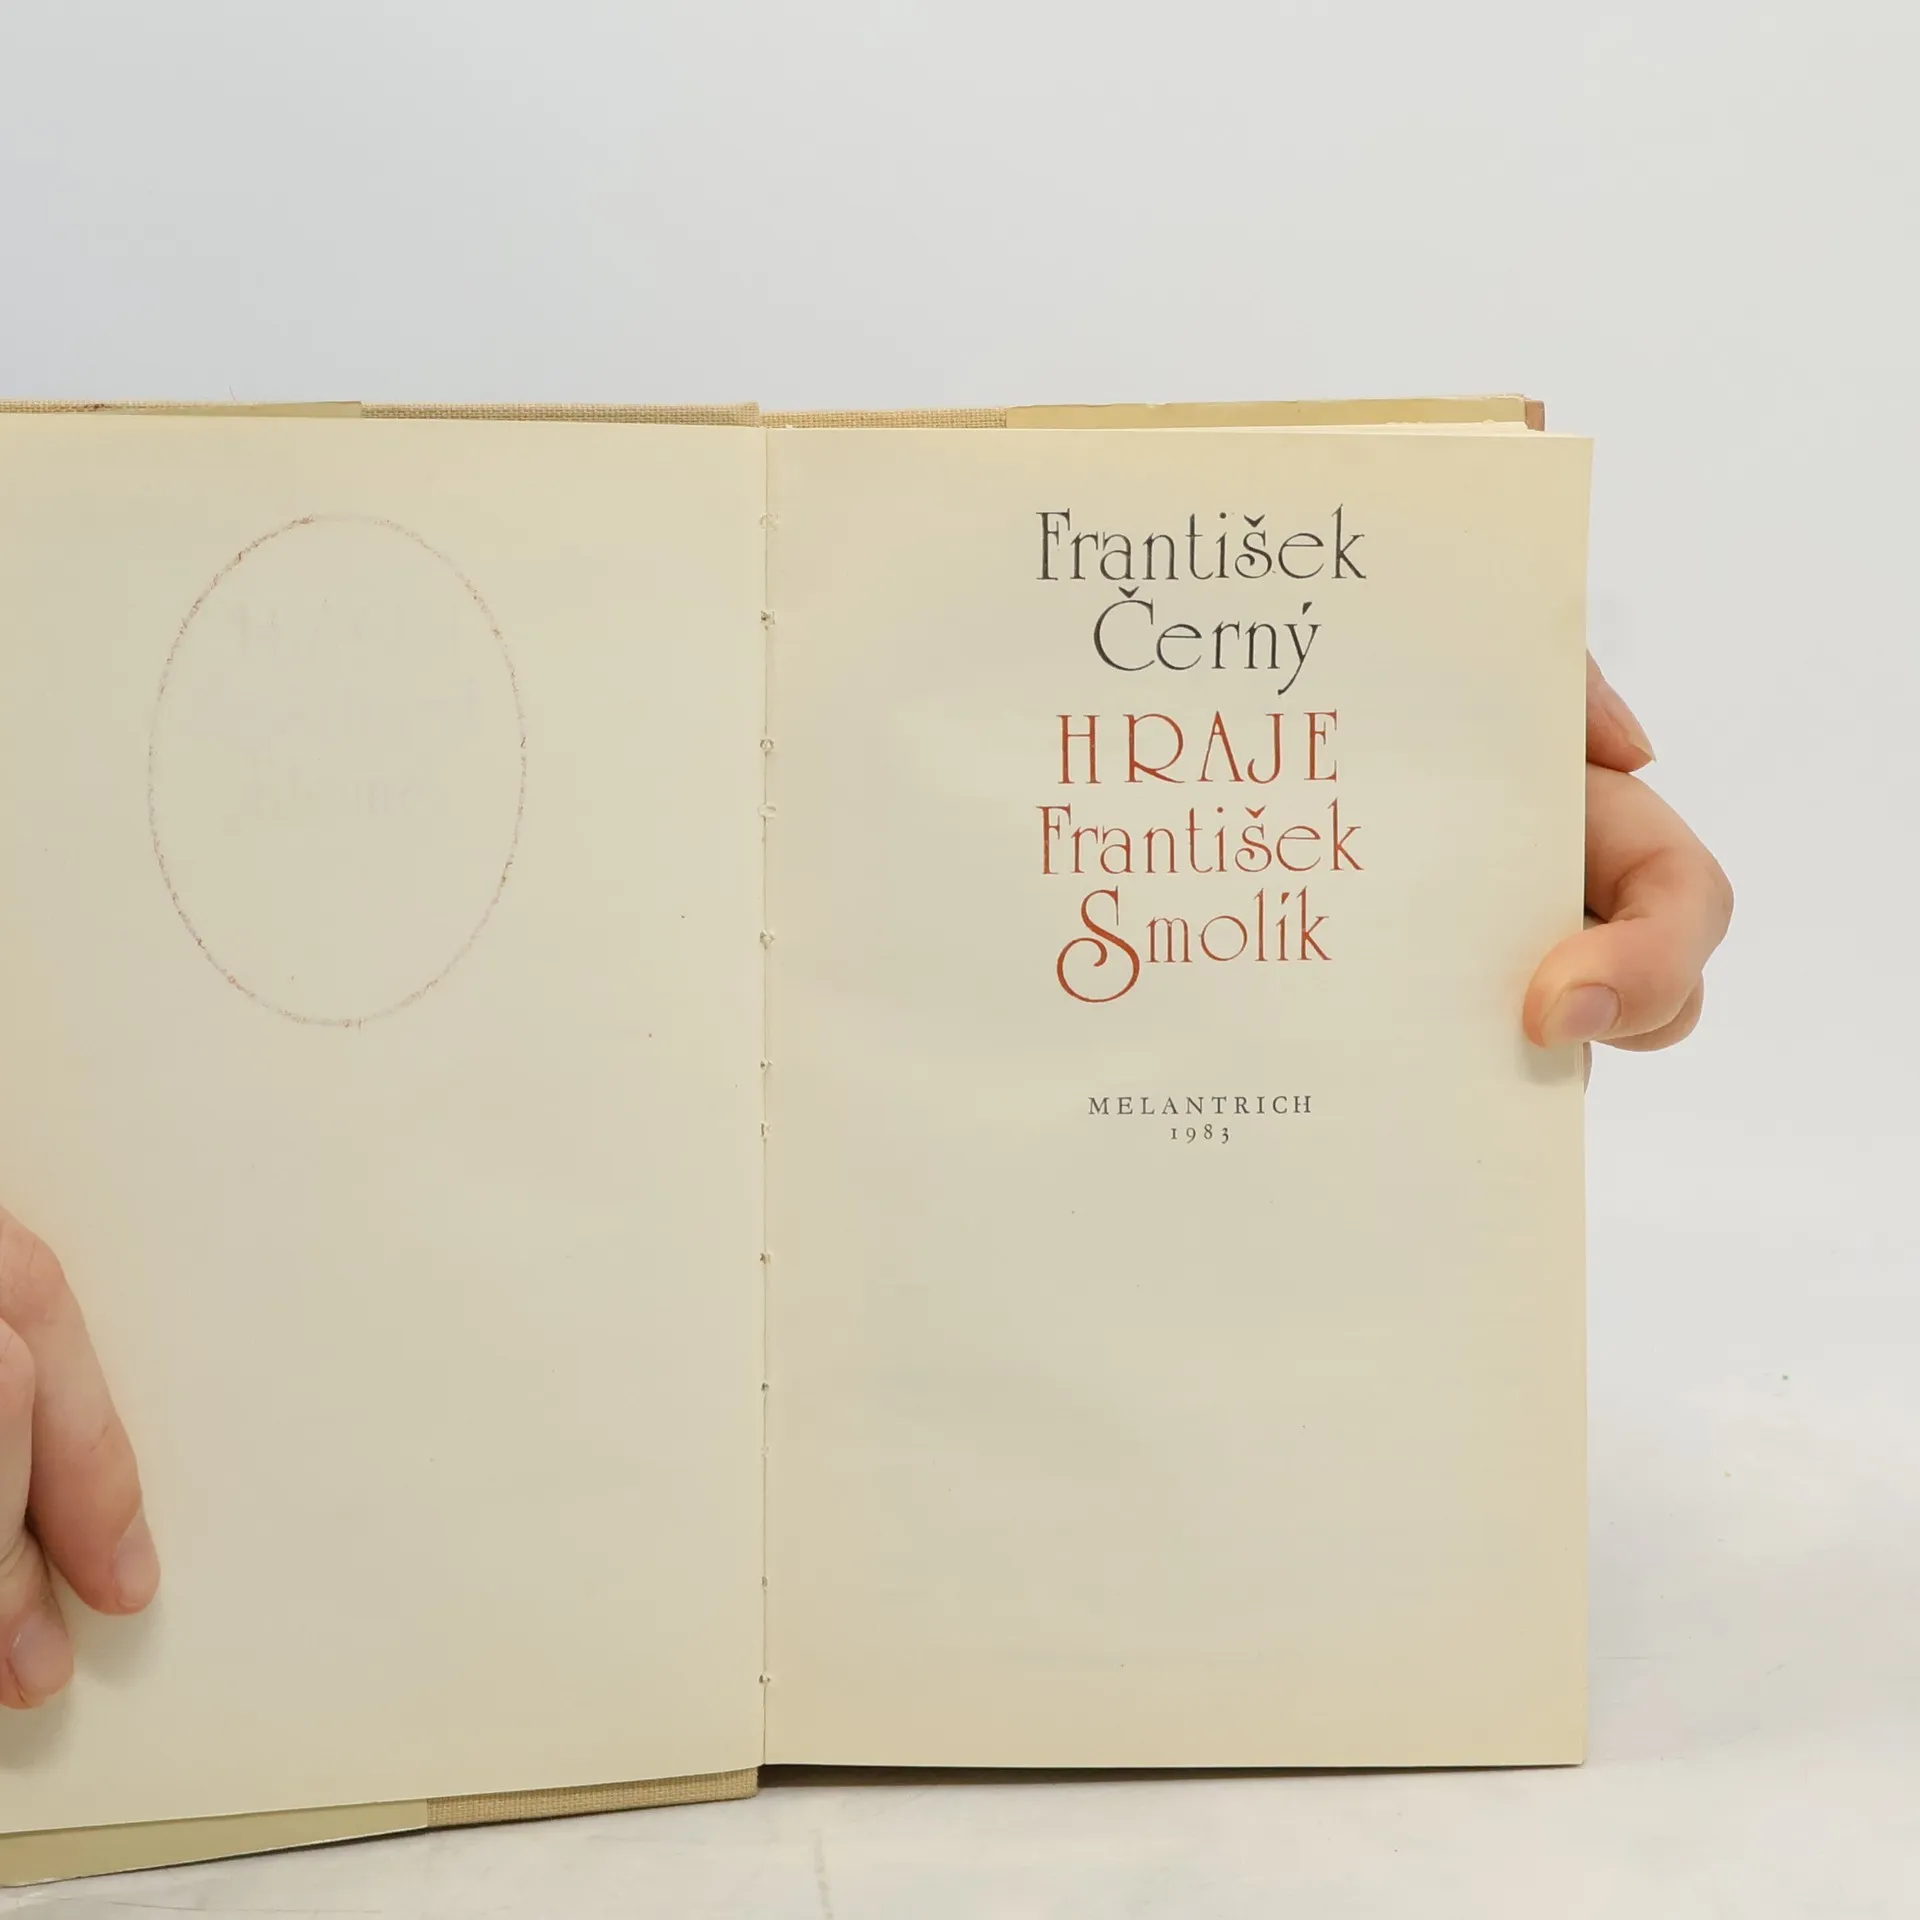 František
Černý
HRAJE
František
Smolík
MELANTRICH
1983